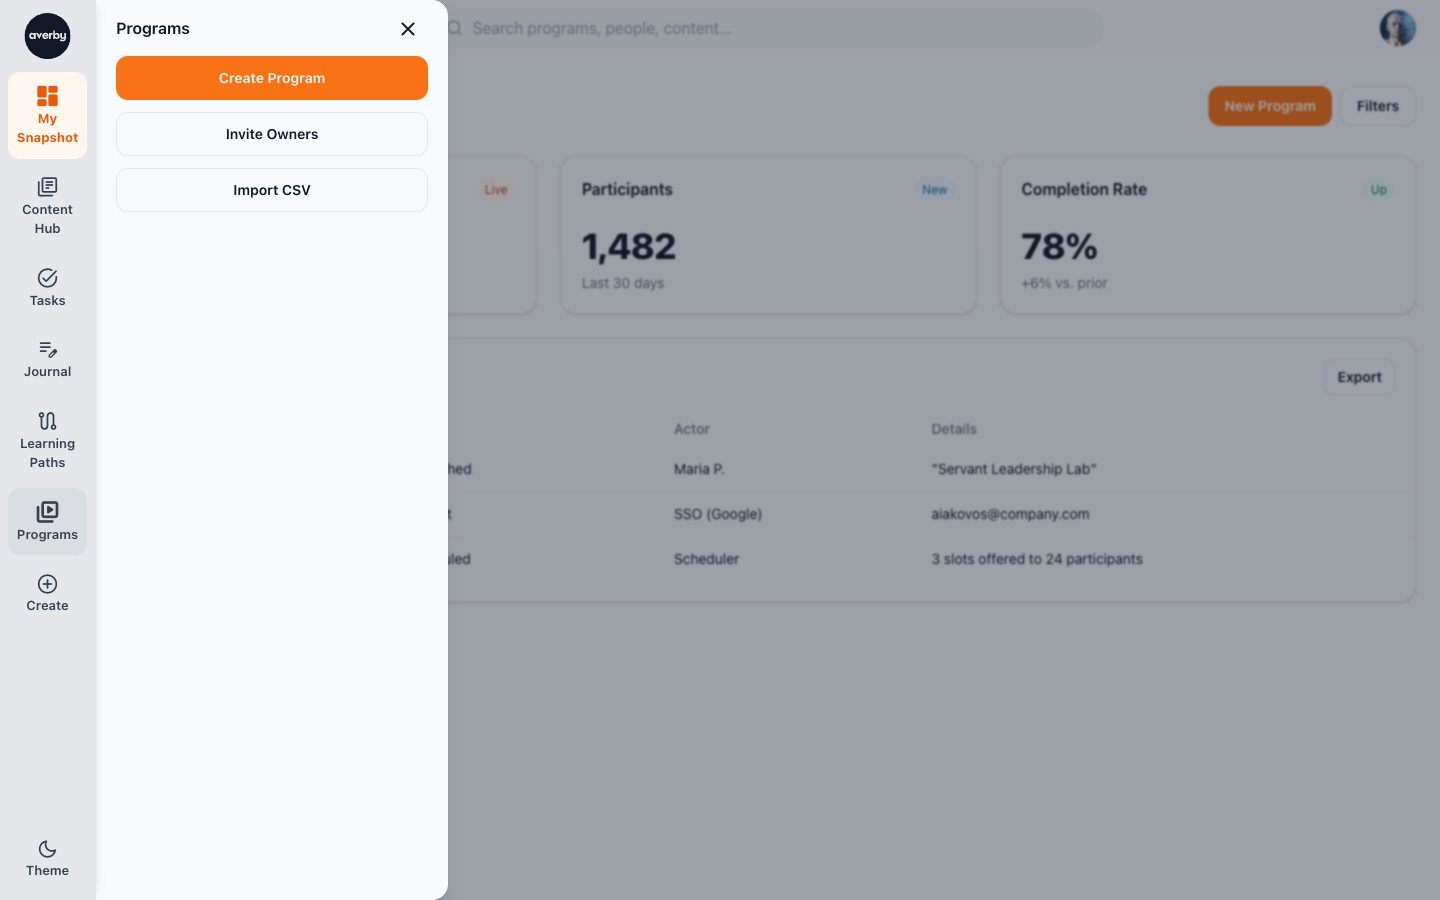 averby
My
Snapshot
Content
Hub
Tasks
Journal
Learning
Paths
Programs
Create
Theme
Programs
Create Program
Invite Owners
Import CSV
Search programs, people, content...
New Program
Filters
Live
Participants
New
1,482
Last 30 days
Completion Rate
Up
78%
+6% vs. prior
Export
Actor
Details
Maria P.
"Servant Leadership Lab"
SSO (Google)
aiakovos@company.com
Scheduler
3 slots offered to 24 participants